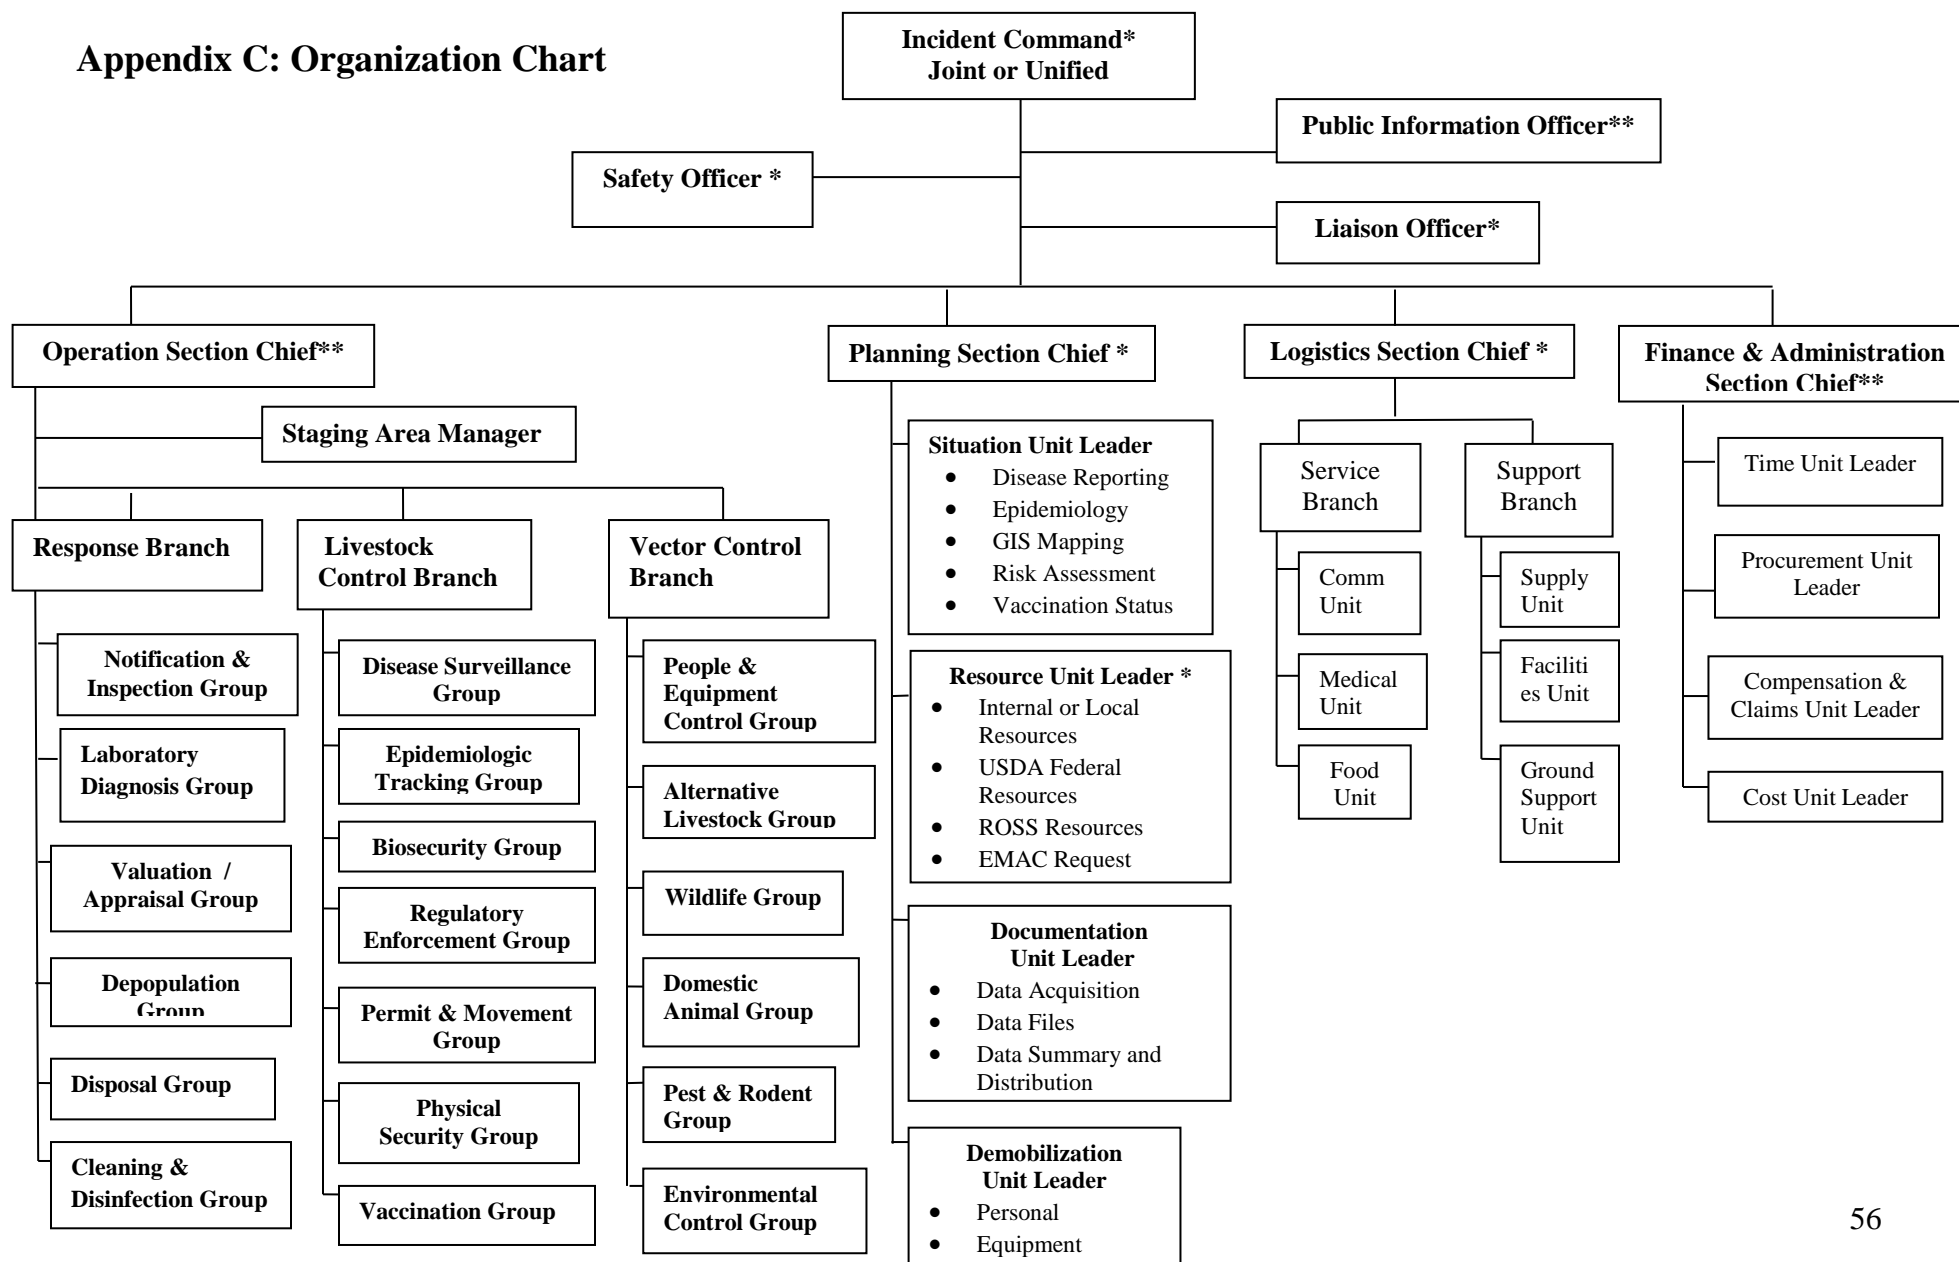 Appendix C: Organization Chart
Incident Command*
Joint or Unified
Public Information Officer**
Safety Officer *
Liaison Officer*
Operation Section Chief**
Planning Section Chief *
Logistics Section Chief *
Finance & Administration
Section Chief**
Staging Area Manager
Response Branch
Livestock
Control Branch
Vector Control
Branch
Notification &
Inspection Group
Laboratory
Diagnosis Group
Valuation /
Appraisal Group
Depopulation
Group
Disposal Group
Cleaning &
Disinfection Group
Disease Surveillance
Group
Epidemiologic
Tracking Group
Biosecurity Group
Regulatory
Enforcement Group
Permit & Movement
Group
Physical
Security Group
Vaccination Group
People &
Equipment
Control Group
Alternative
Livestock Group
Wildlife Group
Domestic
Animal Group
Pest & Rodent
Group
Environmental
Control Group
Situation Unit Leader
• Disease Reporting
• Epidemiology
• GIS Mapping
• Risk Assessment
• Vaccination Status
Resource Unit Leader *
• Internal or Local
Resources
• USDA Federal
Resources
• ROSS Resources
• EMAC Request
Documentation
Unit Leader
• Data Acquisition
• Data Files
• Data Summary and
Distribution
Demobilization
Unit Leader
• Personal
• Equipment
Service
Branch
Comm
Unit
Medical
Unit
Food
Unit
Support
Branch
Supply
Unit
Faciliti
es Unit
Ground
Support
Unit
Time Unit Leader
Procurement Unit
Leader
Compensation &
Claims Unit Leader
Cost Unit Leader
56